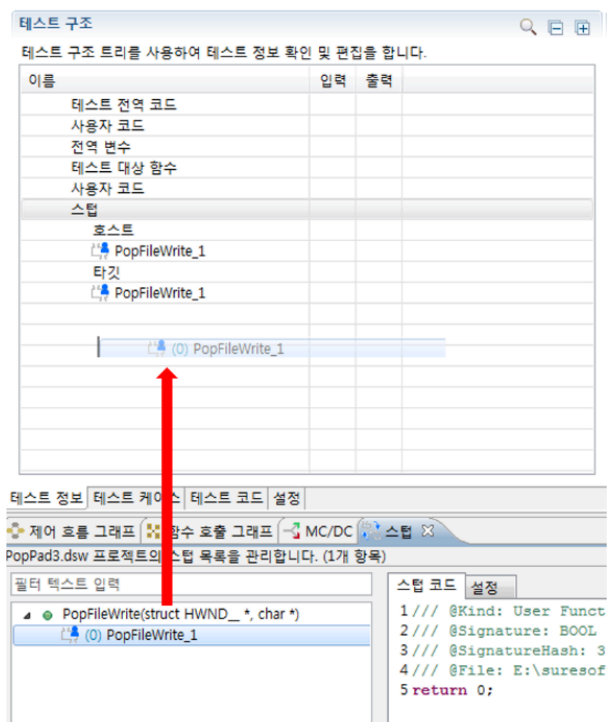 테스트 구조
테스트 구조 트리를 사용하여 테스트 정보 확인 및 편집을 합니다.
이름 입력 출력
테스트 전역 코드
사용자 코드
전역 변수
테스트 대상 함수
사용자 코드
스텁
호스트
PopFileWrite_1
타깃
PopFileWrite_1
(0) PopFileWrite_1
테스트 정보 테스트 케이스 테스트 코드 설정
제어 흐름 그래프 함수 호출 그래프 MC/DC 스텁
PopPad3.dsw 프로젝트의 스텁 목록을 관리합니다. (1개 항목)
필터 텍스트 입력
PopFileWrite(struct HWND__ *, char *)
(0) PopFileWrite_1
스텁 코드 설정
1 /// @Kind: User Funct
2 /// @Signature: BOOL
3 /// @SignatureHash: 3
4 /// @File: E:\suresof
5 return 0;